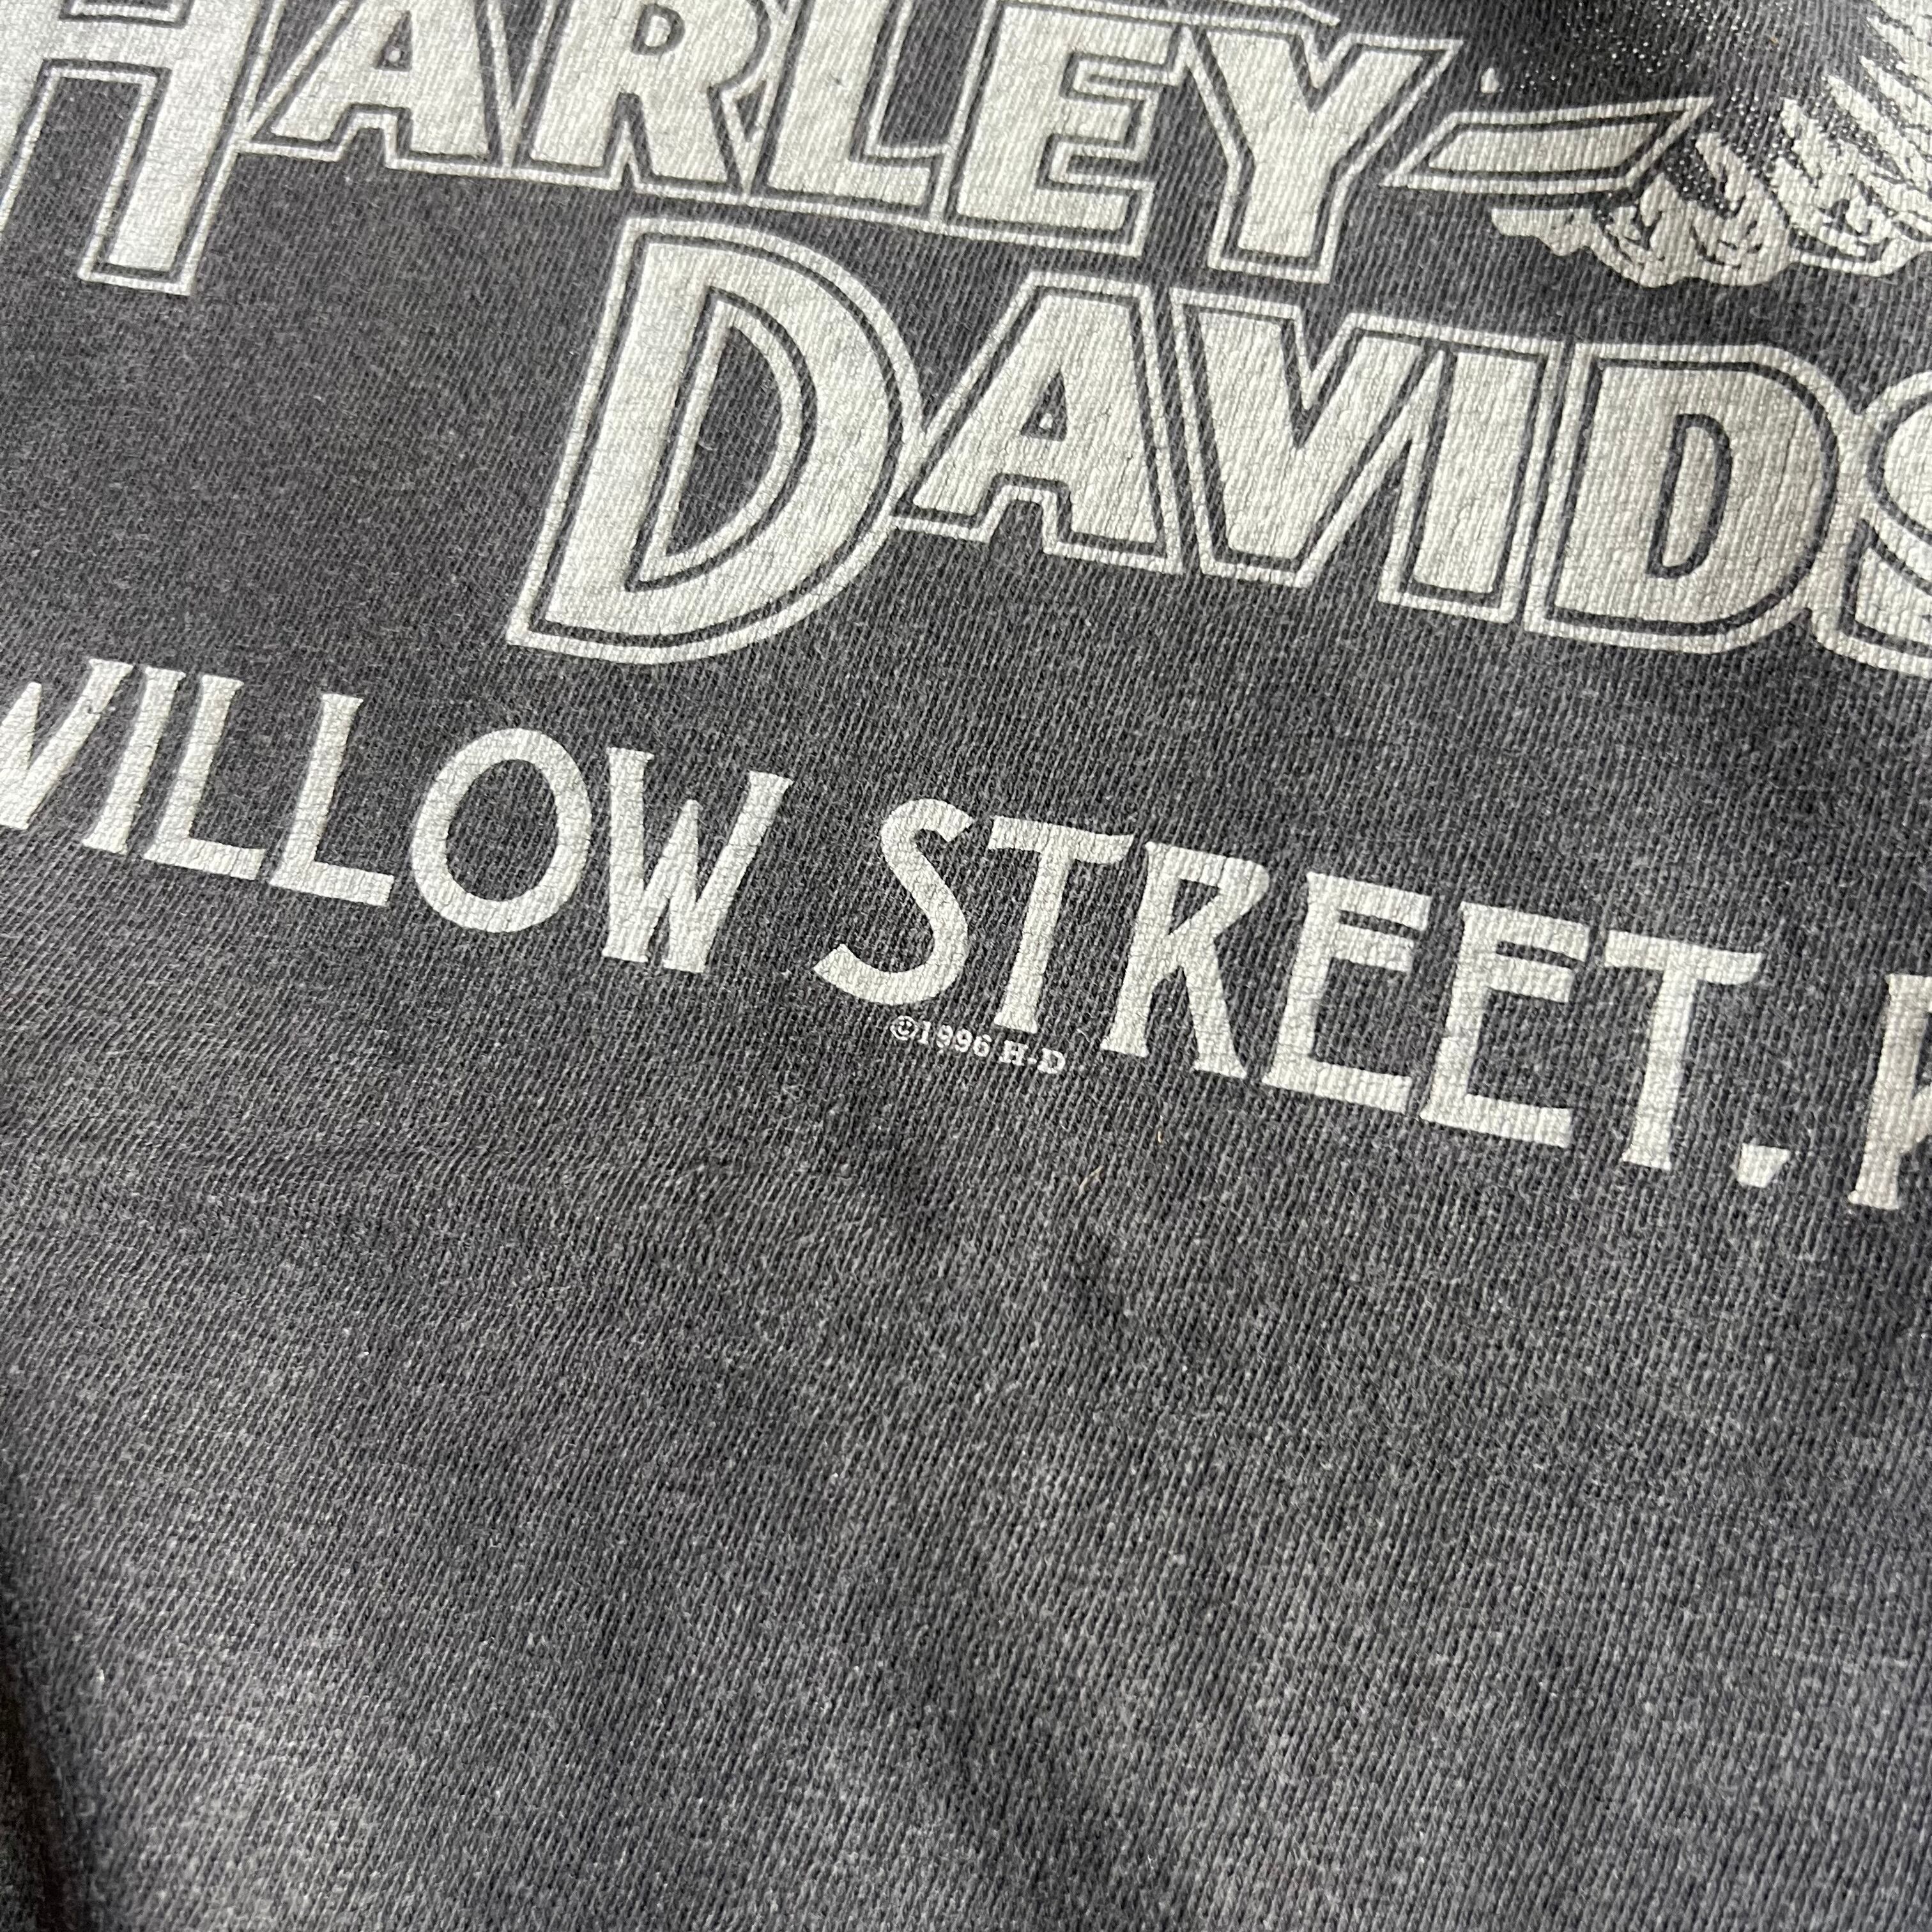 HARLEY-
DAVIDS
WILLOW STREET, P
©1996 H-D